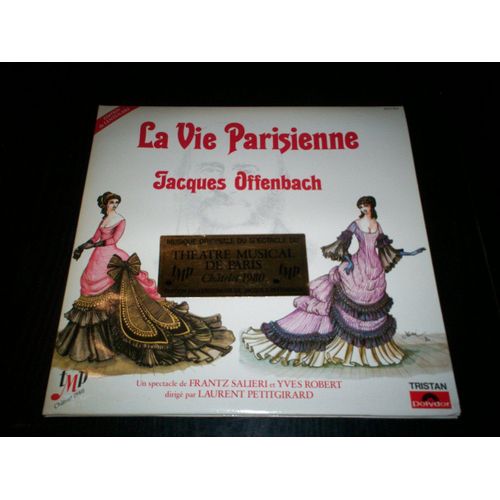 La Vie Parisienne
Jacques Offenbach
MUSIQUE ORIGINALE DU SPECTACLE DU
THEATRE MUSICAL
DE PARIS
tmp
Châtelet 1980
tmp
tmp
Châtelet 1980
Un spectacle de FRANTZ SALIERI et YVES ROBERT
dirigé par LAURENT PETITGIRARD
TRISTAN
Polydor